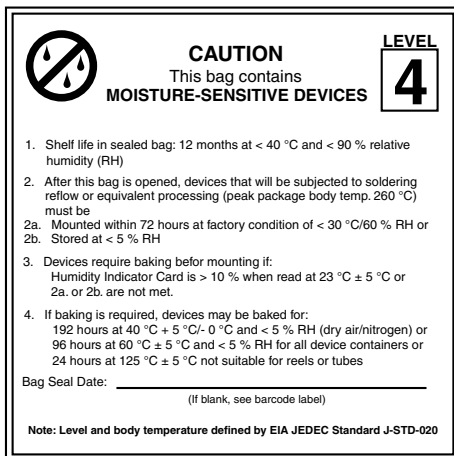 LEVEL
CAUTION
4
This bag contains
MOISTURE-SENSITIVE DEVICES
1. Shelf life in sealed bag: 12 months at < 40 °C and < 90 % relative
humidity (RH)
2. After this bag is opened, devices that will be subjected to soldering
reflow or equivalent processing (peak package body temp. 260 °C)
must be
2a. Mounted within 72 hours at factory condition of < 30 °C/60 % RH or
2b. Stored at < 5 % RH
3. Devices require baking befor mounting if:
Humidity Indicator Card is > 10 % when read at 23 °C ± 5 °C or
2a. or 2b. are not met.
4. If baking is required, devices may be baked for:
192 hours at 40 °C + 5 °C/- 0 °C and < 5 % RH (dry air/nitrogen) or
96 hours at 60 °C ± 5 °C and < 5 % RH for all device containers or
24 hours at 125 °C ± 5 °C not suitable for reels or tubes
Bag Seal Date:
(If blank, see barcode label)
Note: Level and body temperature defined by EIA JEDEC Standard J-STD-020